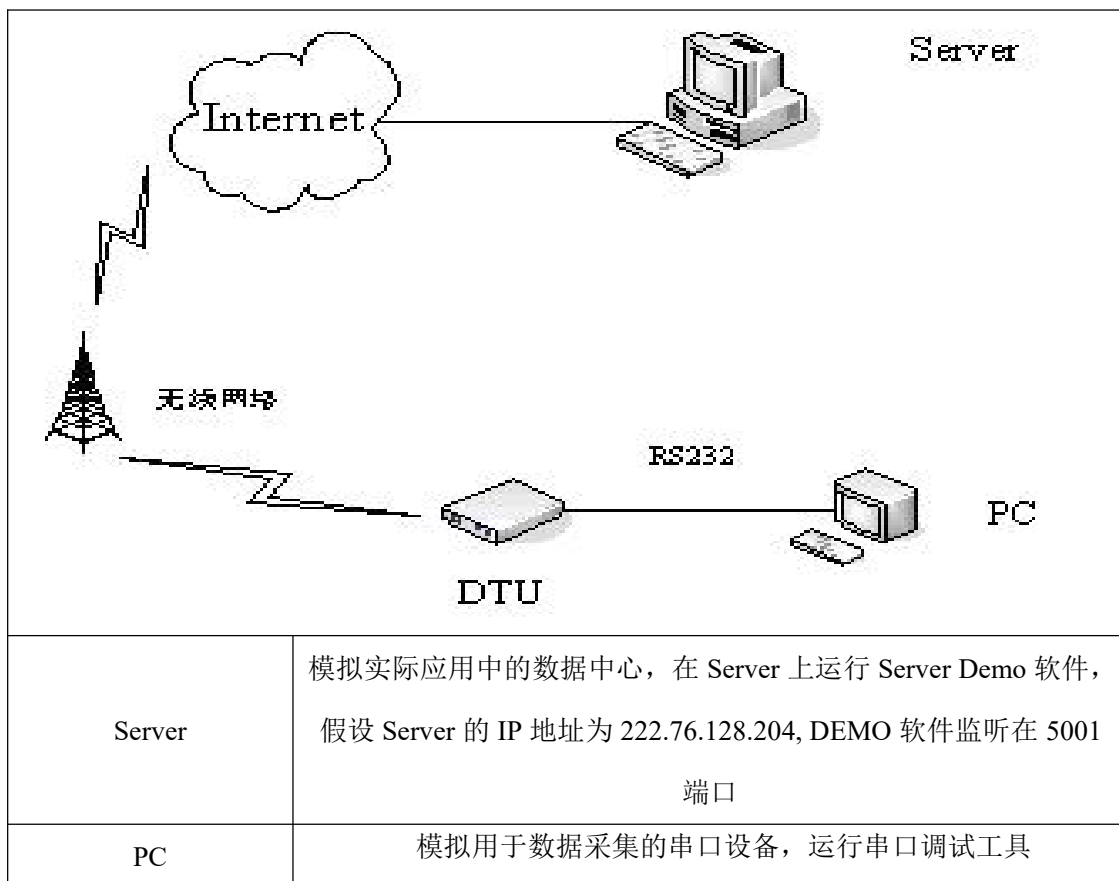 Server
Internet
无线网络
RS232
PC
DTU
Server
模拟实际应用中的数据中心，在 Server 上运行 Server Demo 软件，
假设 Server 的 IP 地址为 222.76.128.204, DEMO 软件监听在 5001
端口
PC
模拟用于数据采集的串口设备，运行串口调试工具